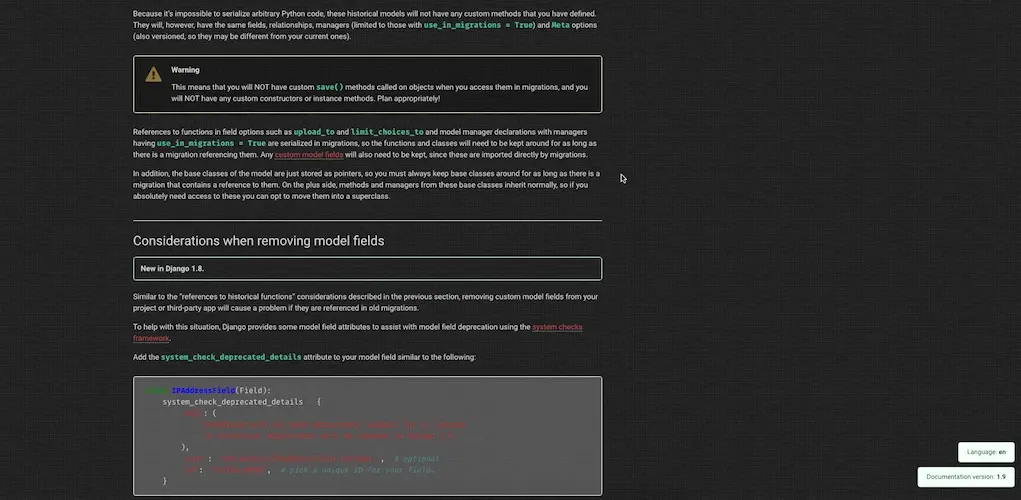 Because it's impossible to serialize arbitrary Python code, these historical models will not have any custom methods that you have defined.
They will, however, have the same fields, relationships, managers (limited to those with use_in_migrations = True) and Meta options
(also versioned, so they may be different from your current ones).
Warning
This means that you will NOT have custom save() methods called on objects when you access them in migrations, and you
will NOT have any custom constructors or instance methods. Plan appropriately!
References to functions in field options such as upload_to and limit_choices_to and model manager declarations with managers
having use_in_migrations = True are serialized in migrations, so the functions and classes will need to be kept around for as long as
there is a migration referencing them. Any custom model fields will also need to be kept, since these are imported directly by migrations.
In addition, the base classes of the model are just stored as pointers, so you must always keep base classes around for as long as there is a
migration that contains a reference to them. On the plus side, methods and managers from these base classes inherit normally, so if you
absolutely need access to these you can opt to move them into a superclass.
Considerations when removing model fields
New in Django 1.8.
Similar to the "references to historical functions" considerations described in the previous section, removing custom model fields from your
project or third-party app will cause a problem if they are referenced in old migrations.
To help with this situation, Django provides some model field attributes to assist with model field deprecation using the system checks
framework.
Add the system_check_deprecated_details attribute to your model field similar to the following:
IPAddressField(Field):
system_check_deprecated_details {
: (
),
, # optional
, # pick a unique ID for your field.
}
Language: en
Documentation version: 1.9